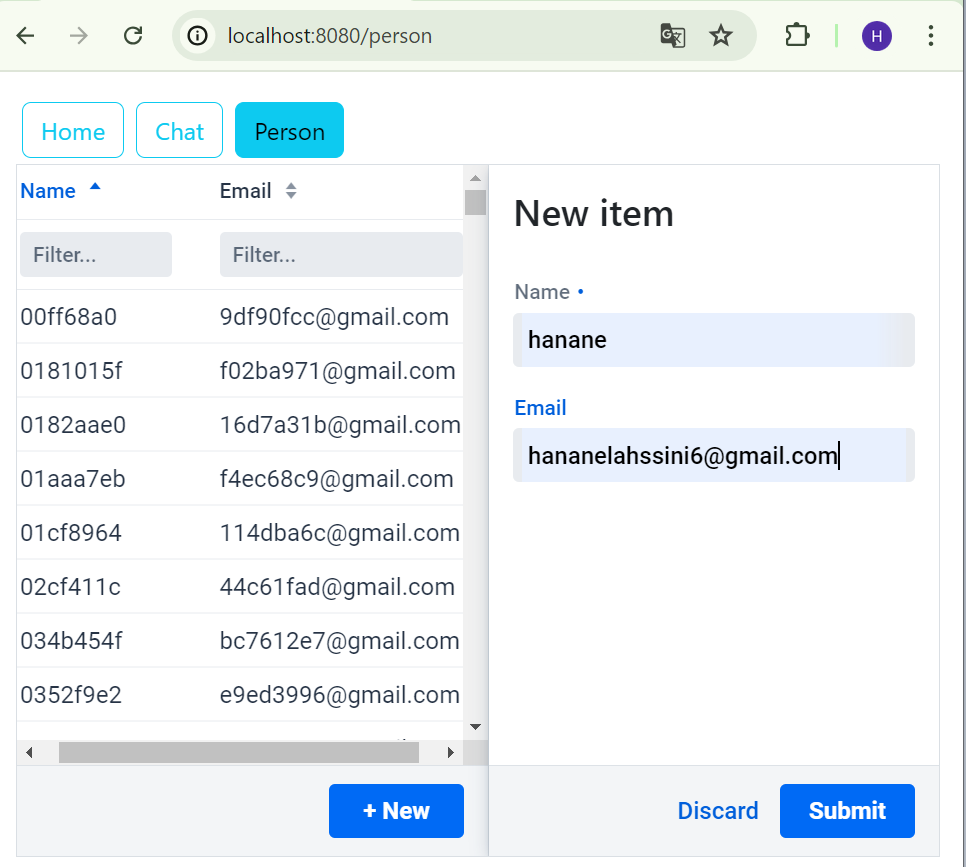 localhost:8080/person
H
Home Chat Person
Name Email
Filter... Filter...
00ff68a0 9df90fcc@gmail.com
0181015f f02ba971@gmail.com
0182aae0 16d7a31b@gmail.com
01aaa7eb f4ec68c9@gmail.com
01cf8964 114dba6c@gmail.com
02cf411c 44c61fad@gmail.com
034b454f bc7612e7@gmail.com
0352f9e2 e9ed3996@gmail.com
+ New
New item
Name •
hanane
Email
hananelahssini6@gmail.com
Discard Submit